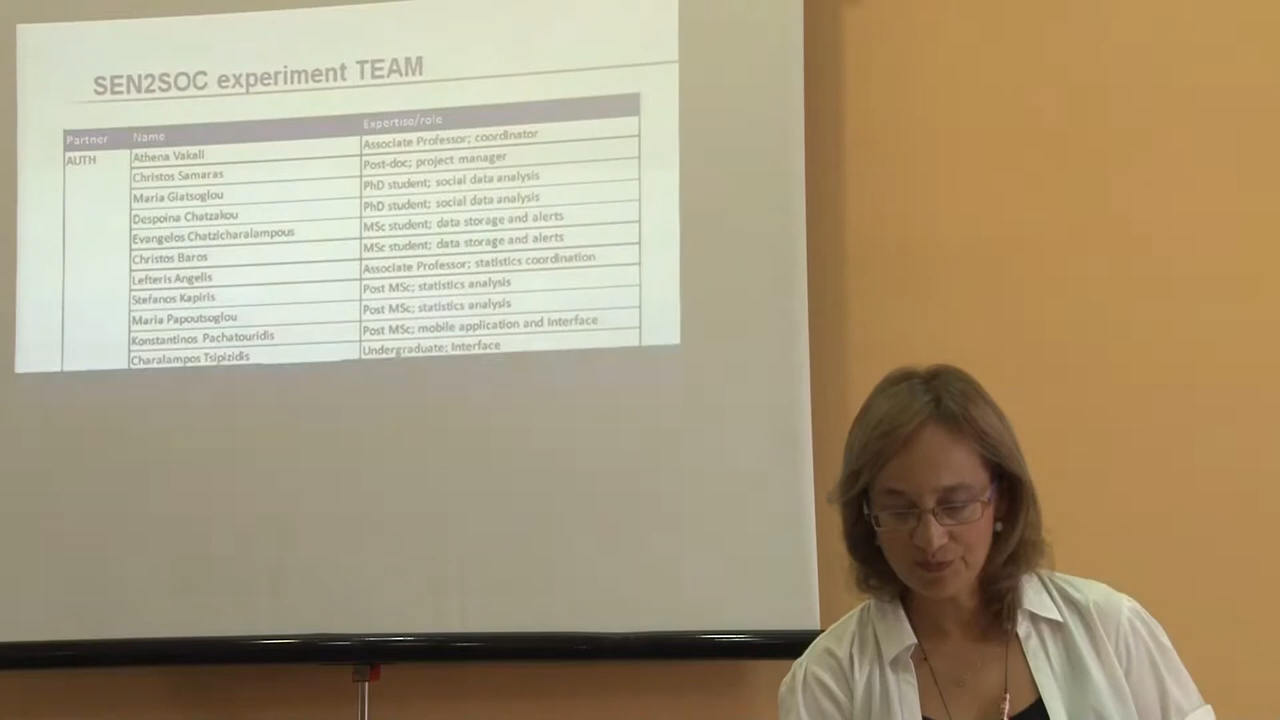 SEN2SOC experiment TEAM
Partner Name Expertise/role
AUTH Athena Vakali Associate Professor; coordinator
Christos Samaras Post-doc; project manager
Maria Giatsoglou PhD student; social data analysis
Despoina Chatzakou PhD student; social data analysis
Evangelos Chatzicharalampous MSc student; data storage and alerts
Christos Baros MSc student; data storage and alerts
Lefteris Angelis Associate Professor; statistics coordination
Stefanos Kapiris Post MSc; statistics analysis
Maria Papoutsoglou Post MSc; statistics analysis
Konstantinos Pachatouridis Post MSc; mobile application and Interface
Charalampos Tsipizidis Undergraduate; Interface